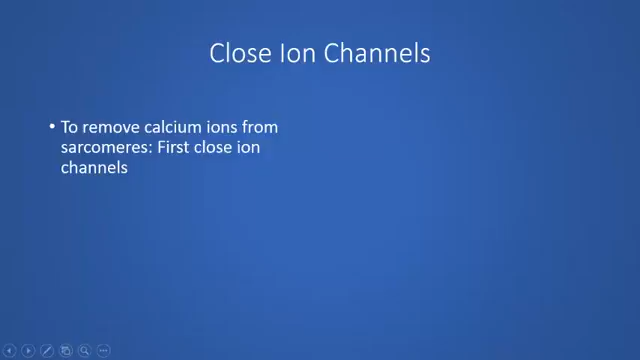 Close Ion Channels
• To remove calcium ions from
sarcomeres: First close ion
channels